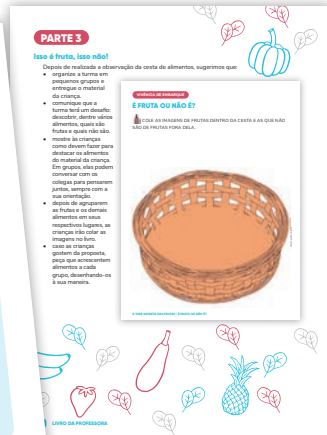 PARTE 3
Isso é fruta, isso não!
Depois de realizada a observação da cesta de alimentos, sugerimos que:
• organize a turma em
pequenos grupos e
entregue o material
da criança.
• comunique que a
turma terá um desafio:
descobrir, dentre vários
alimentos, quais são
frutas e quais não são.
• mostre às crianças
como devem fazer para
destacar os alimentos
do material da criança.
Em grupos, elas podem
conversar com os
colegas para pensarem
juntos, sempre com a
sua orientação.
• depois de agruparem
as frutas e os demais
alimentos em seus
respectivos lugares, as
crianças irão colar as
imagens no livro.
• caso as crianças
gostem da proposta,
peça que acrescentem
alimentos a cada
grupo, desenhando-os
à sua maneira.
VIVÊNCIA DE EMBARQUE
É FRUTA OU NÃO É?
COLE AS IMAGENS DE FRUTAS DENTRO DA CESTA E AS QUE NÃO
SÃO DE FRUTAS FORA DELA.
LIVRO DA PROFESSORA